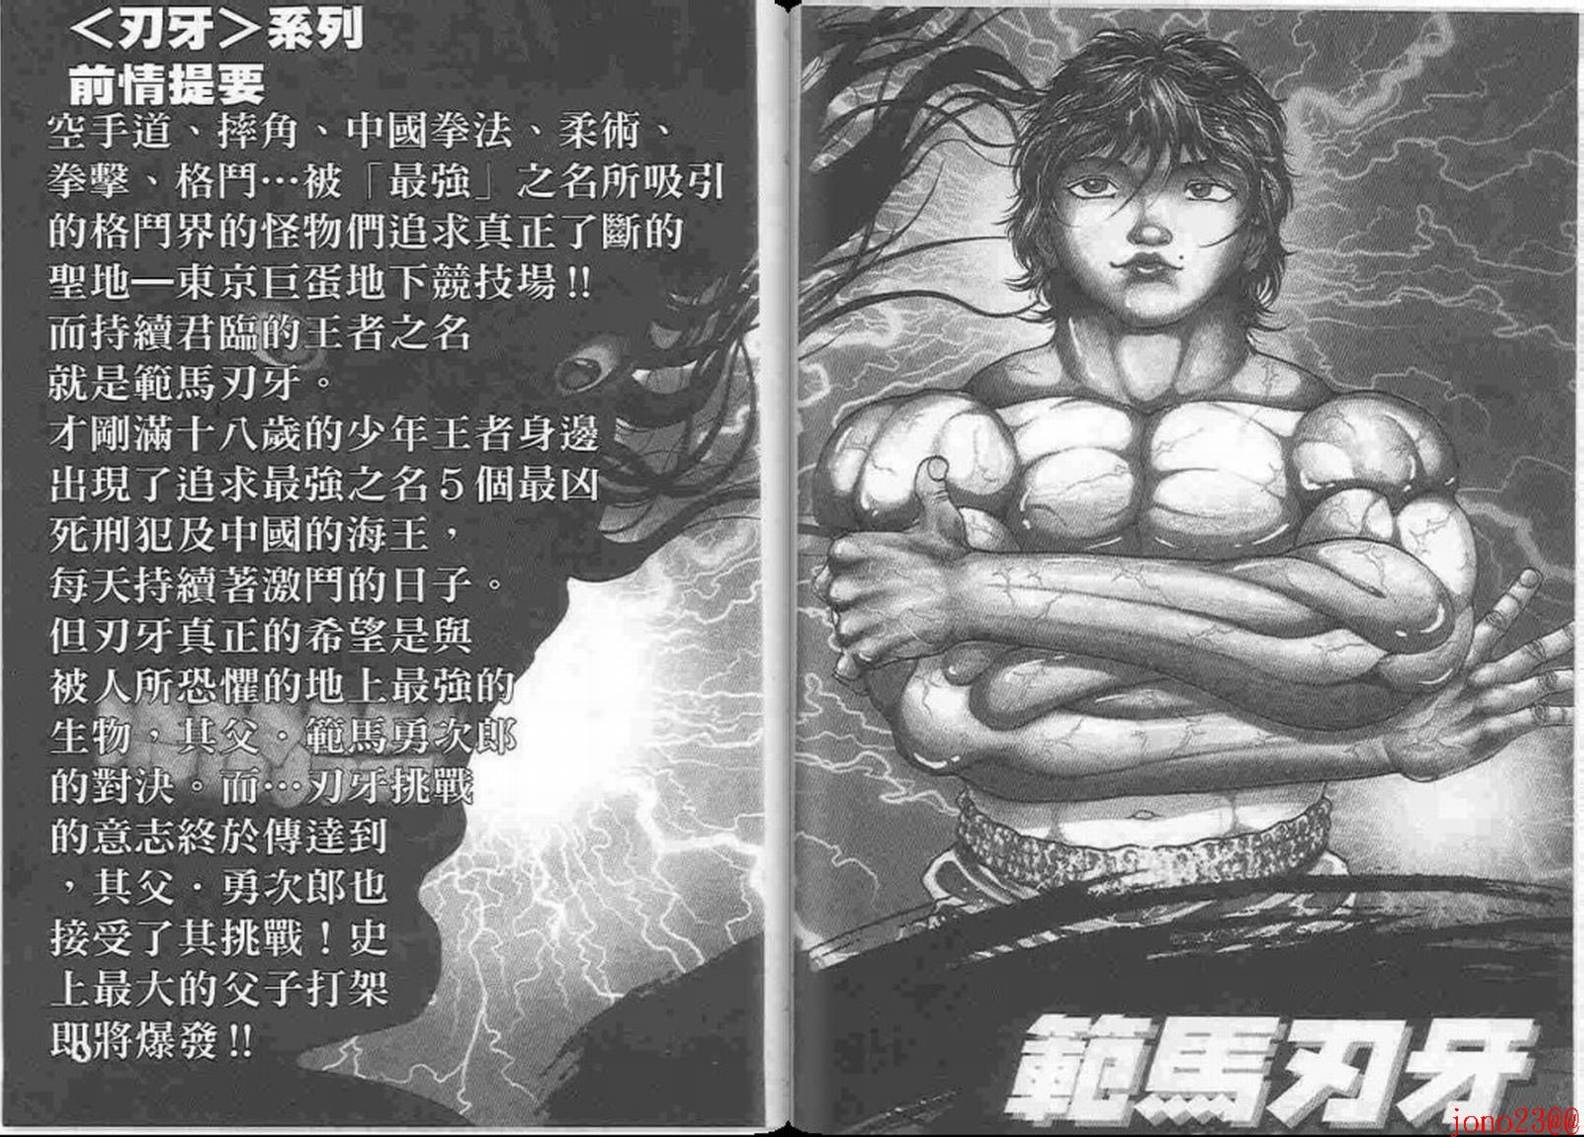 ＜刃牙＞系列
前情提要
空手道、摔角、中國拳法、柔術、
拳擊、格鬥…被「最強」之名所吸引
的格鬥界的怪物們追求真正了斷的
聖地—東京巨蛋地下競技場!!
而持續君臨的王者之名
就是範馬刃牙。
才剛滿十八歲的少年王者身邊
出現了追求最強之名5個最凶
死刑犯及中國的海王，
每天持續著激鬥的日子。
但刃牙真正的希望是與
被人所恐懼的地上最強的
生物，其父．範馬勇次郎
的對決。而…刃牙挑戰
的意志終於傳達到
，其父．勇次郎也
接受了其挑戰！史
上最大的父子打架
即將爆發!!
範馬刃牙
jono23@@